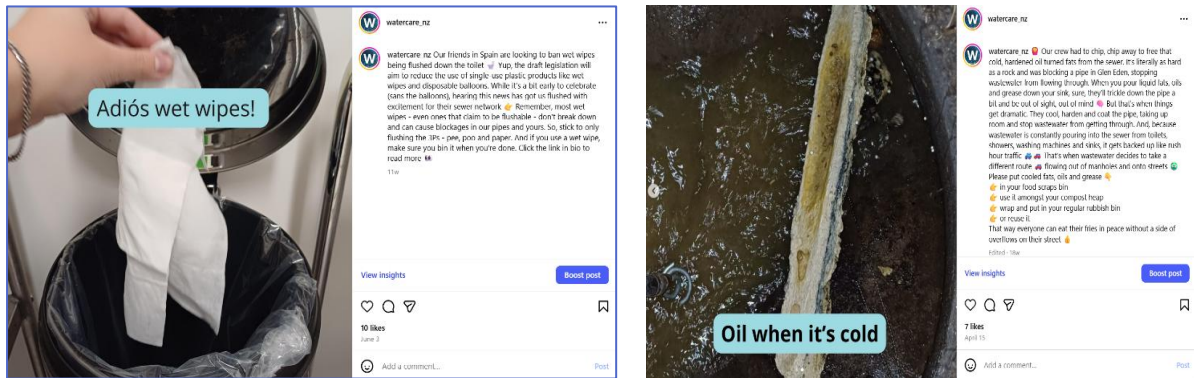 Adiós wet wipes!
watercare_nz
watercare_nz Our friends in Spain are looking to ban wet wipes
being flushed down the toilet 🚽 Yup, the draft legislation will
aim to reduce the use of single-use plastic products like wet
wipes and disposable balloons. While it's a bit early to celebrate
(sans the balloons), hearing this news has got us flushed with
excitement for their sewer network 👉 Remember, most wet
wipes - even ones that claim to be flushable - don't break down
and can cause blockages in our pipes and yours. So, stick to only
flushing the 3Ps - pee, poo and paper. And if you use a wet wipe,
make sure you bin it when you're done. Click the link in bio to
read more
11w
View insights
Boost post
10 likes
June 3
Add a comment...
Post
Oil when it's cold
watercare_nz
watercare_nz Our crew had to chip, chip away to free that
cold, hardened oil turned fats from the sewer. It's literally as hard
as a rock and was blocking a pipe in Glen Eden, stopping
wastewater from flowing through. When you pour liquid fats, oils
and grease down your sink, sure, they'll trickle down the pipe a
bit and be out of sight, out of mind 🧠 But that's when things
get dramatic. They cool, harden and coat the pipe, taking up
room and stop wastewater from getting through. And, because
wastewater is constantly pouring into the sewer from toilets,
showers, washing machines and sinks, it gets backed up like rush
hour traffic 🚙 🚗 That's when wastewater decides to take a
different route 🚗 flowing out of manholes and onto streets
Please put cooled fats, oils and grease 👇
👉 in your food scraps bin
👉 use it amongst your compost heap
👉 wrap and put in your regular rubbish bin
👉 or reuse it
That way everyone can eat their fries in peace without a side of
overflows on their street
Edited · 18w
View insights
Boost post
7 likes
April 15
Add a comment...
Post